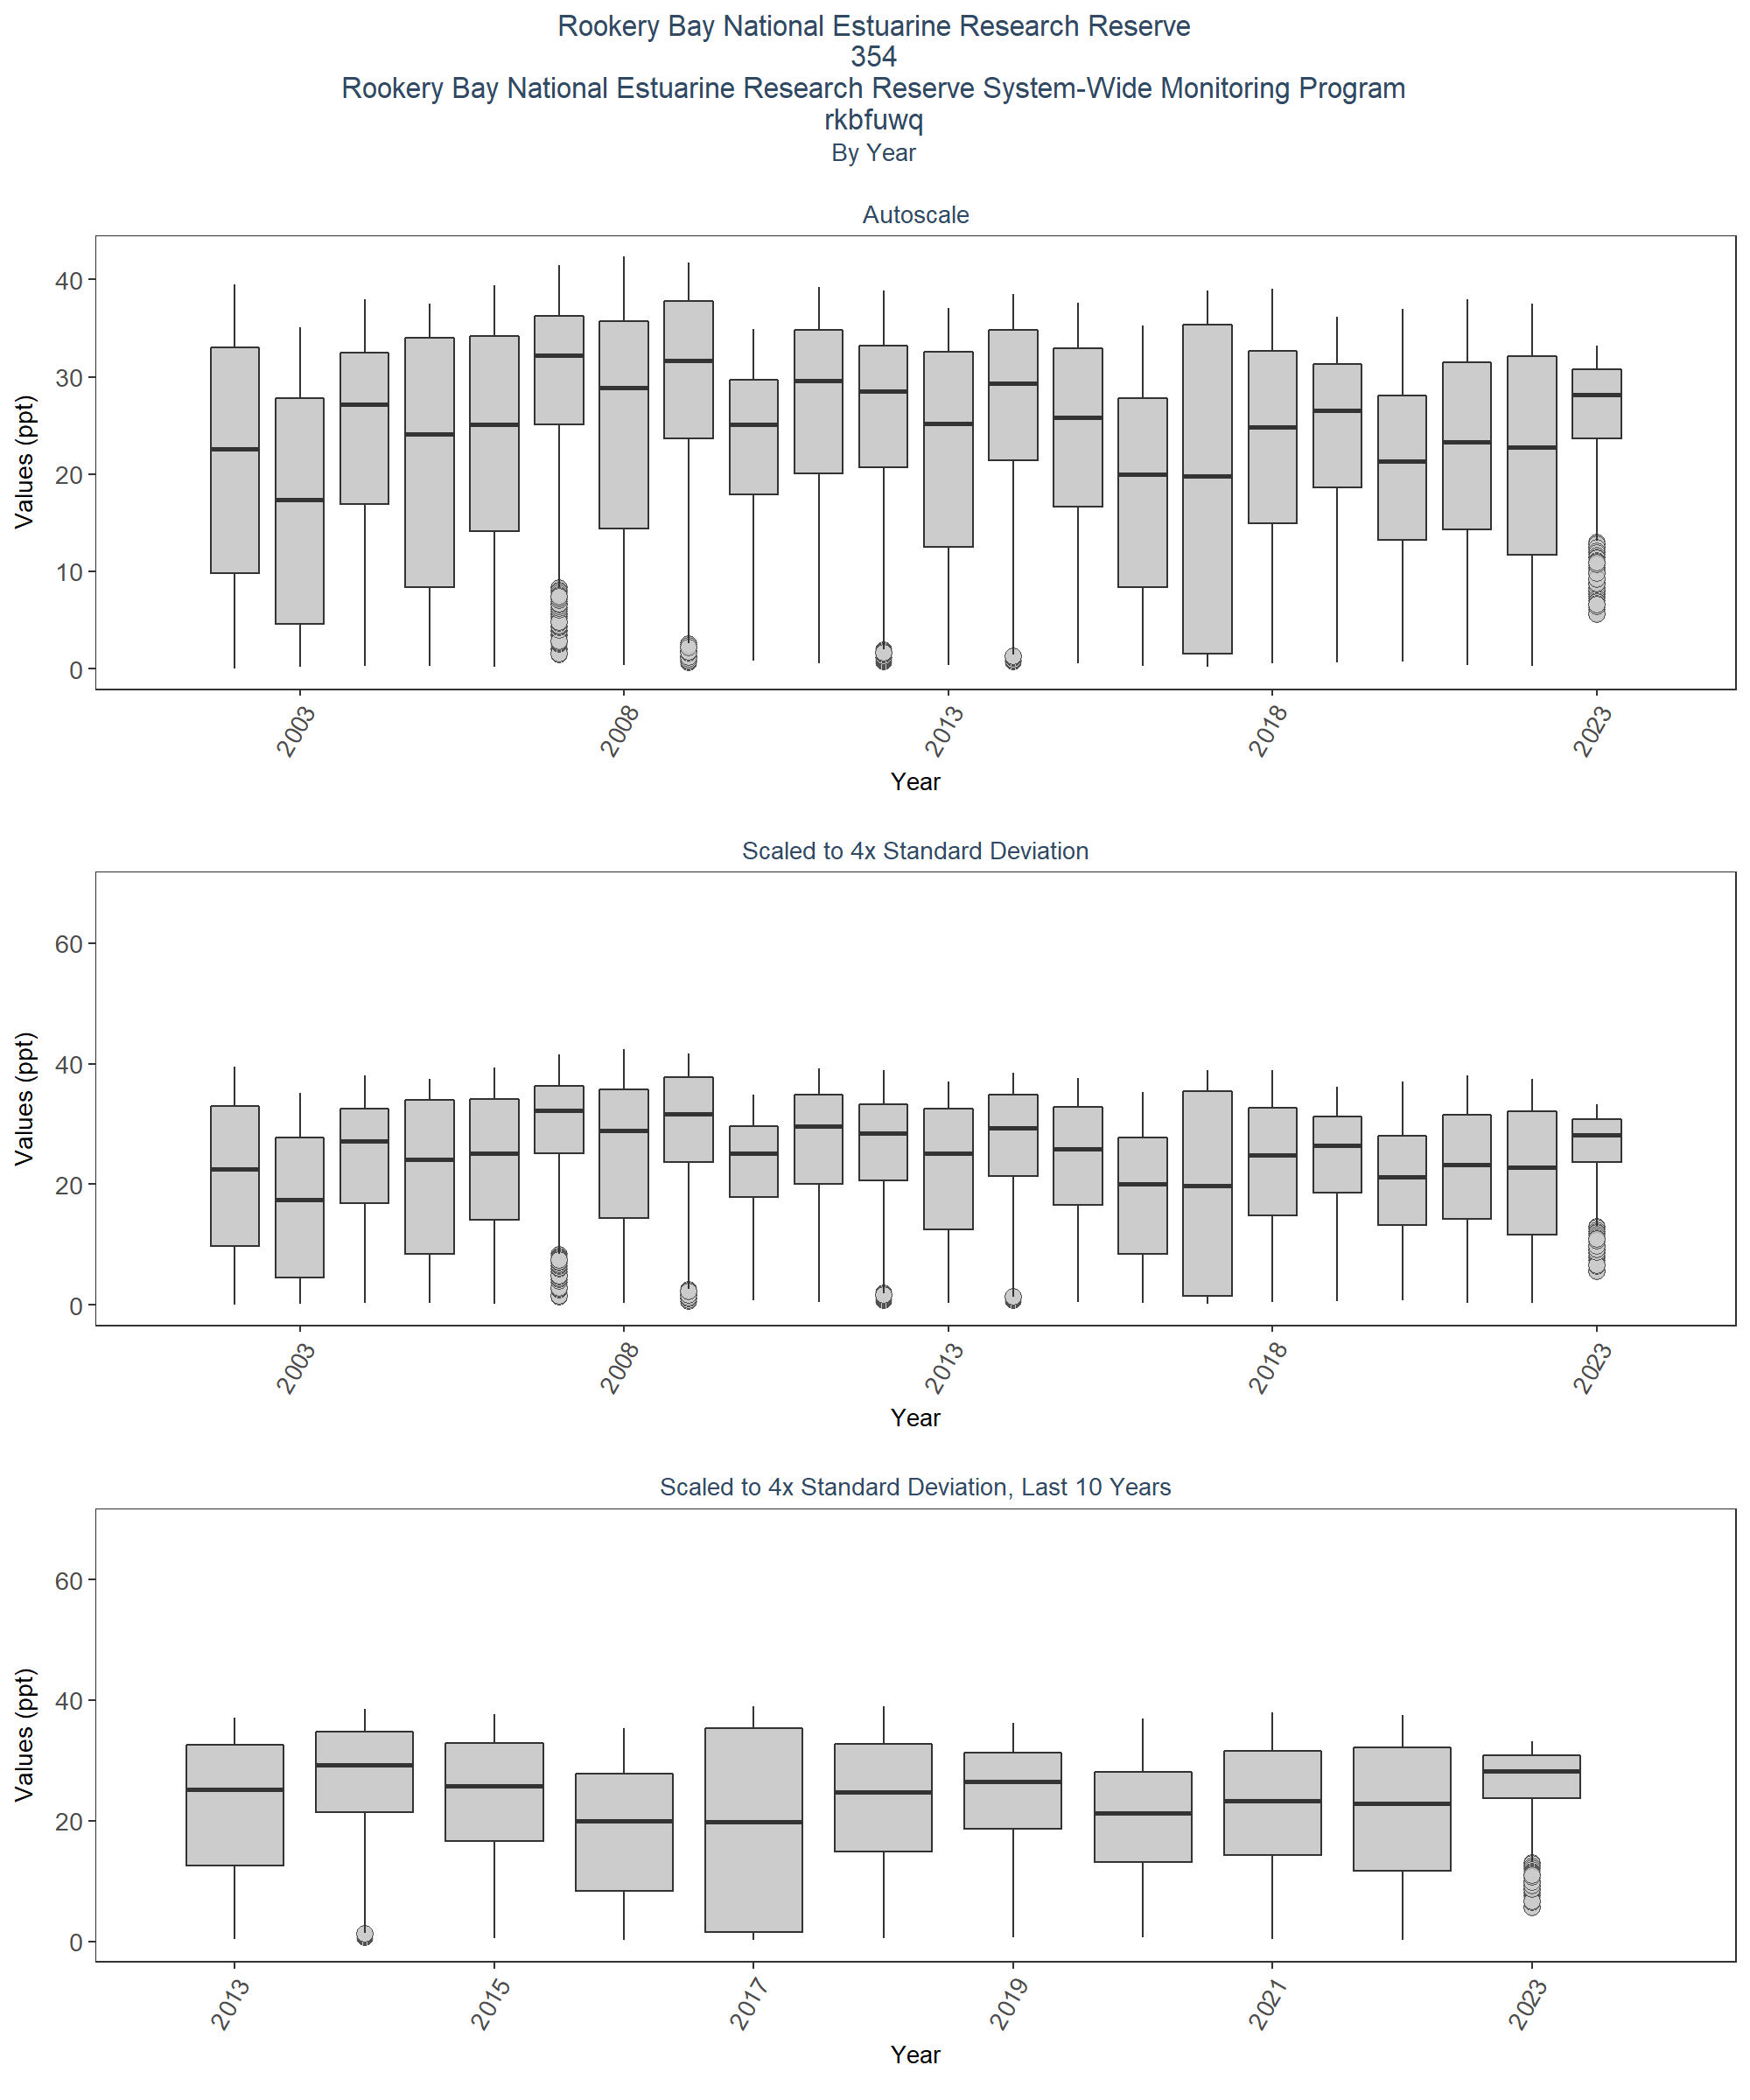 Rookery Bay National Estuarine Research Reserve
354
Rookery Bay National Estuarine Research Reserve System-Wide Monitoring Program
rkbfuwq
By Year
Autoscale
Values (ppt)
40
30
20
10
0
2003 2008 2013 2018 2023
Year
Scaled to 4x Standard Deviation
Values (ppt)
60
40
20
0
2003 2008 2013 2018 2023
Year
Scaled to 4x Standard Deviation, Last 10 Years
Values (ppt)
60
40
20
0
2013 2015 2017 2019 2021 2023
Year